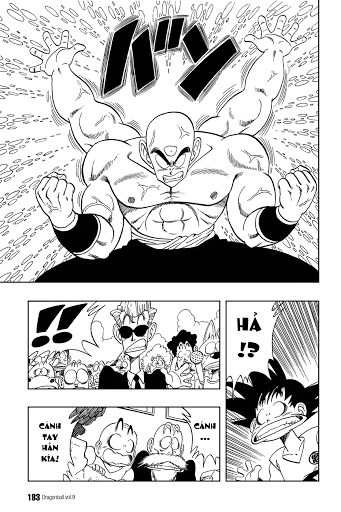 バン
HẢ
!?
!!
CÁNH
...
CÁNH
TAY
HẮN
KÌA!
183 Dragonball vol.9